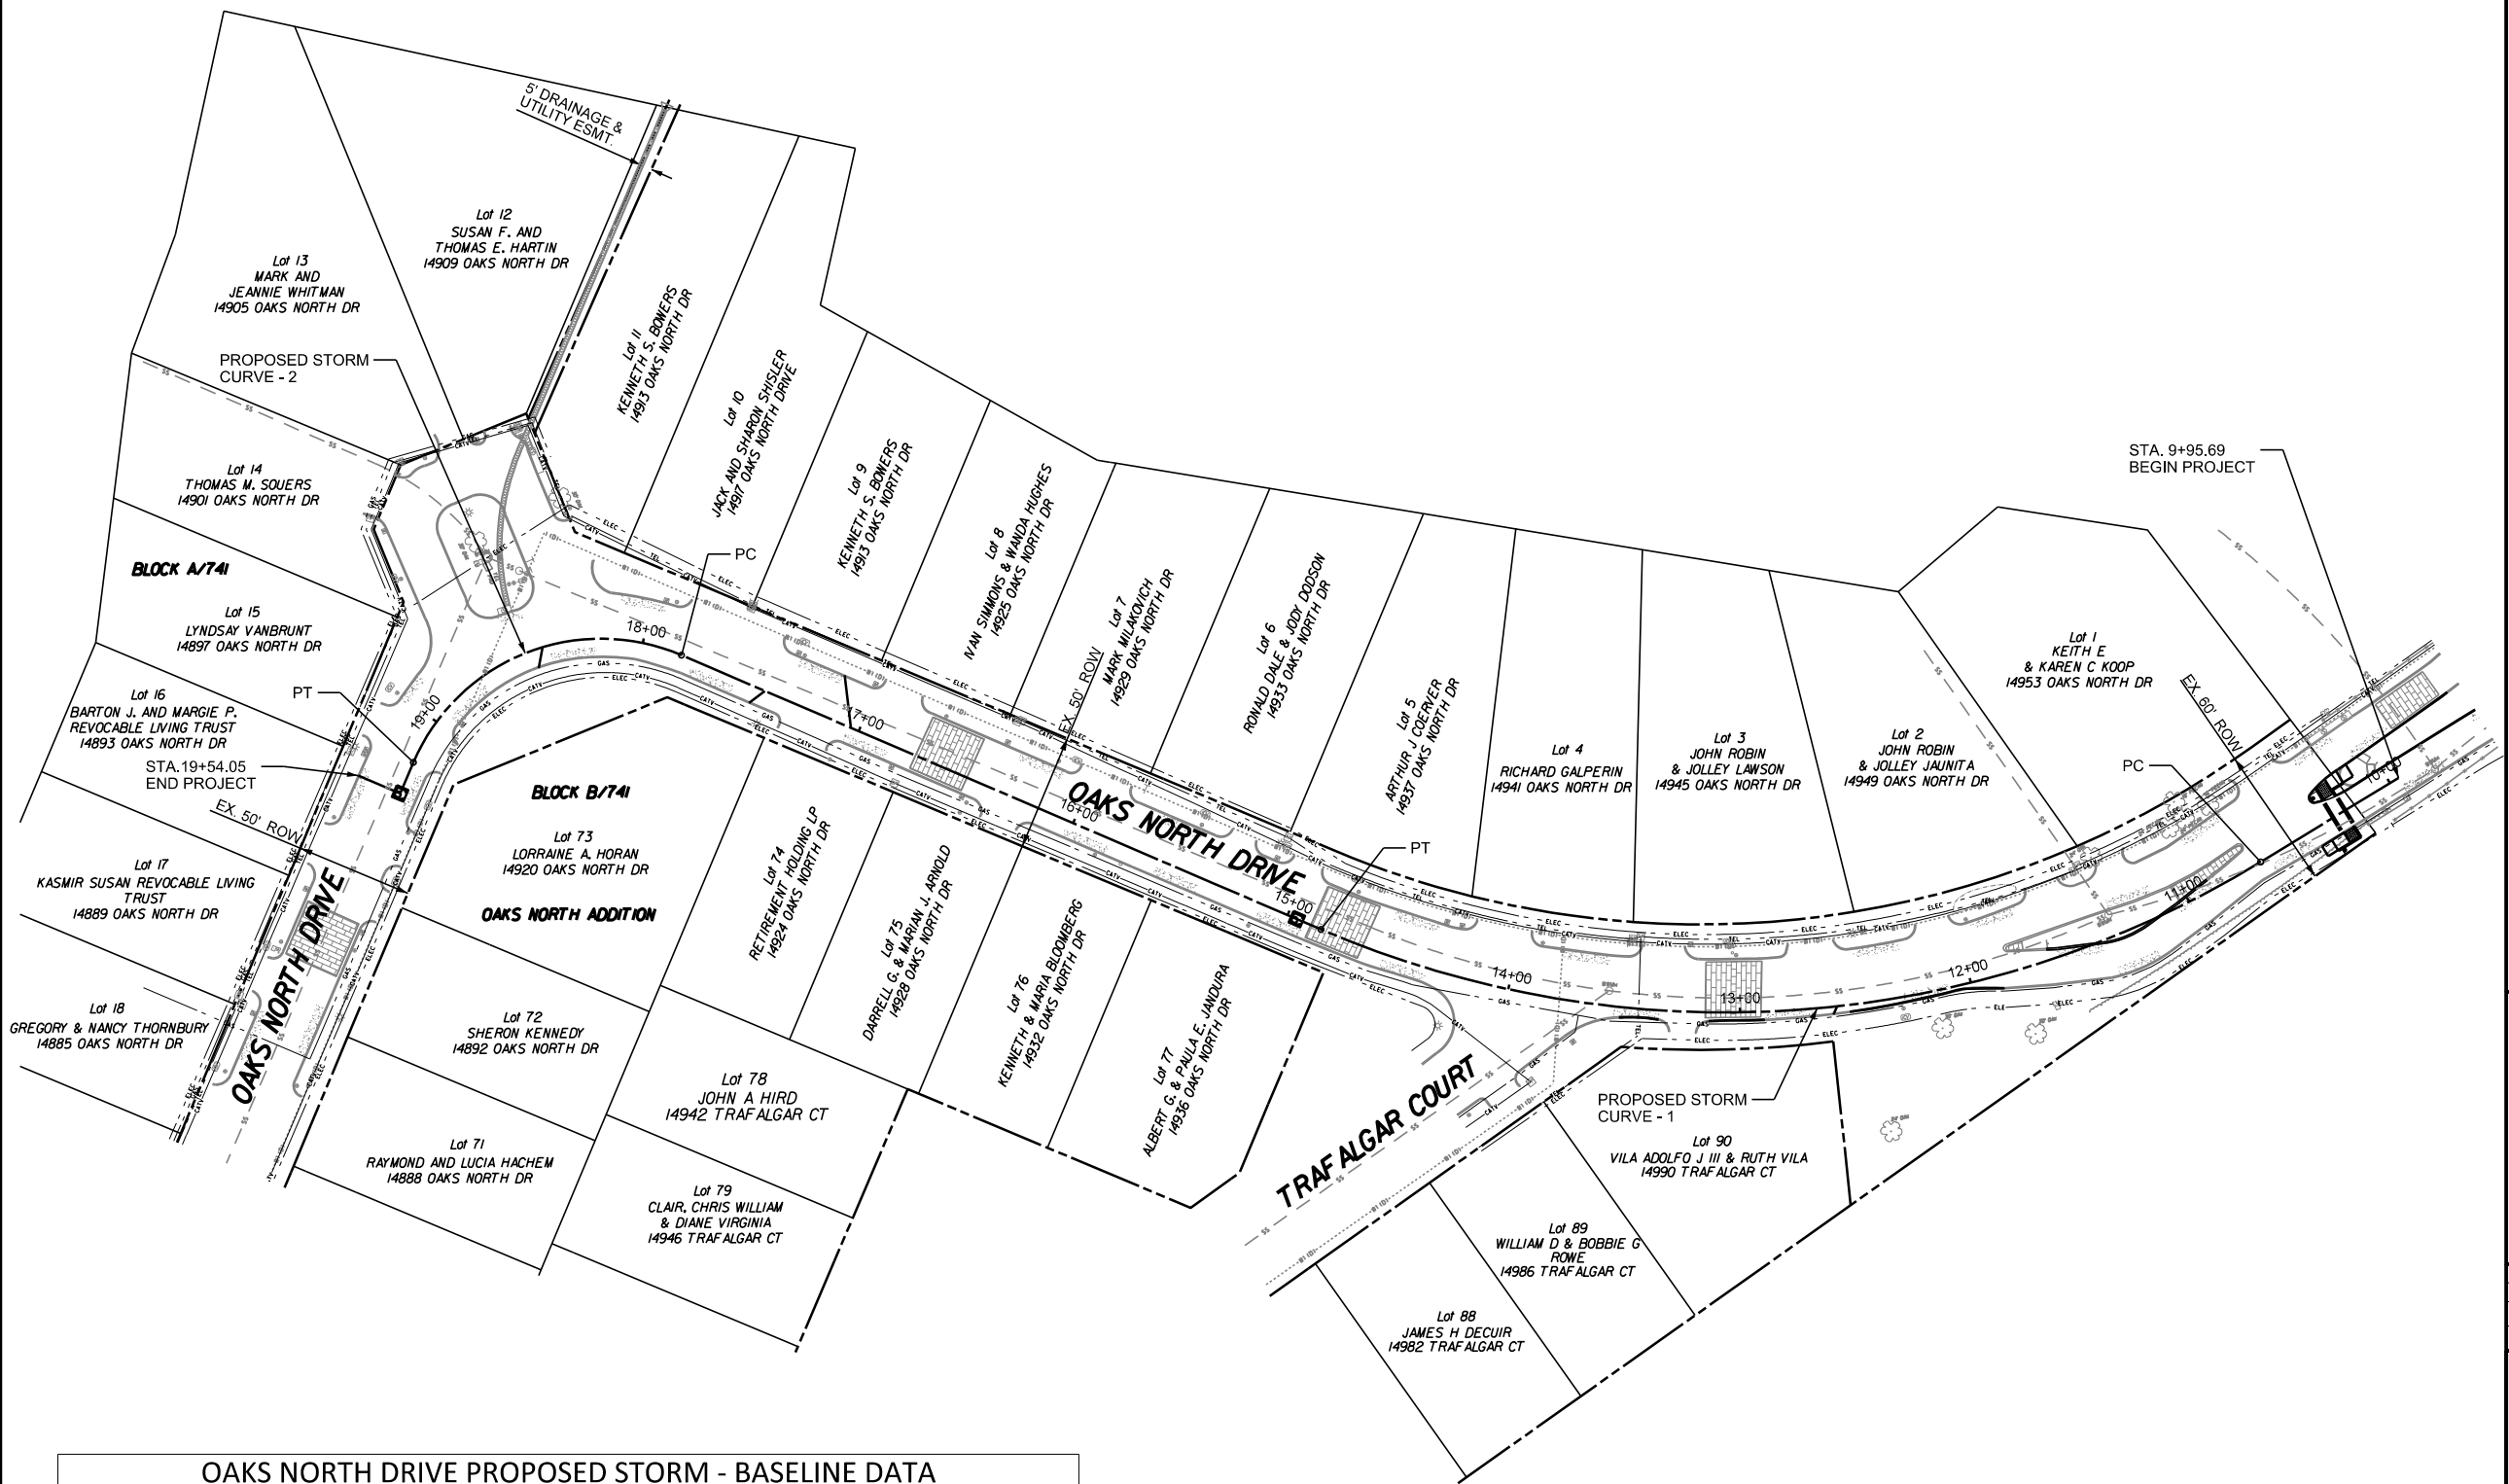 5' DRAINAGE &
UTILITY ESMT.
Lot 12
SUSAN F. AND
THOMAS E. HARTIN
14909 OAKS NORTH DR
Lot 13
MARK AND
JEANNIE WHITMAN
14905 OAKS NORTH DR
PROPOSED STORM
CURVE - 2
Lot 11
KENNETH S. BOWERS
14913 OAKS NORTH DR
Lot 10
JACK AND SHARON SHISLER
14917 OAKS NORTH DRIVE
Lot 9
KENNETH S. BOWERS
14913 OAKS NORTH DR
Lot 8
IVAN SIMMONS & WANDA HUGHES
14925 OAKS NORTH DR
Lot 7
MARK MILAKOVICH
14929 OAKS NORTH DR
Lot 6
RONALD DALE & JODY DODSON
14933 OAKS NORTH DR
Lot 5
ARTHUR J COERVER
14937 OAKS NORTH DR
Lot 4
RICHARD GALPERIN
14941 OAKS NORTH DR
Lot 3
JOHN ROBIN
& JOLLEY LAWSON
14945 OAKS NORTH DR
Lot 2
JOHN ROBIN
& JOLLEY JAUNITA
14949 OAKS NORTH DR
Lot 1
KEITH E
& KAREN C KOOP
14953 OAKS NORTH DR
STA. 9+95.69
BEGIN PROJECT
EX. 60' ROW
PC
10+00
11+00
12+00
13+00
14+00
PT
15+00
16+00
17+00
18+00
19+00
EX. 50' ROW
OAKS NORTH DRIVE
PC
Lot 14
THOMAS M. SOUERS
14901 OAKS NORTH DR
BLOCK A/741
Lot 15
LYNDSAY VANBRUNT
14897 OAKS NORTH DR
PT
Lot 16
BARTON J. AND MARGIE P.
REVOCABLE LIVING TRUST
14893 OAKS NORTH DR
STA.19+54.05
END PROJECT
EX. 50' ROW
Lot 17
KASMIR SUSAN REVOCABLE LIVING
TRUST
14889 OAKS NORTH DR
Lot 18
GREGORY & NANCY THORNBURY
14885 OAKS NORTH DR
OAKS NORTH DRIVE
BLOCK B/741
Lot 73
LORRAINE A. HORAN
14920 OAKS NORTH DR
OAKS NORTH ADDITION
Lot 74
RETIREMENT HOLDING LP
14924 OAKS NORTH DR
Lot 75
DARRELL G. & MARIAN J. ARNOLD
14928 OAKS NORTH DR
Lot 76
KENNETH & MARIA BLOOMBERG
14932 OAKS NORTH DR
Lot 77
ALBERT G. & PAULA E. JANDURA
14936 OAKS NORTH DR
Lot 72
SHERON KENNEDY
14892 OAKS NORTH DR
Lot 71
RAYMOND AND LUCIA HACHEM
14888 OAKS NORTH DR
Lot 78
JOHN A HIRD
14942 TRAFALGAR CT
Lot 79
CLAIR, CHRIS WILLIAM
& DIANE VIRGINIA
14946 TRAFALGAR CT
TRAFALGAR COURT
PROPOSED STORM
CURVE - 1
Lot 90
VILA ADOLFO J III & RUTH VILA
14990 TRAFALGAR CT
Lot 89
WILLIAM D & BOBBIE G
ROWE
14986 TRAFALGAR CT
Lot 88
JAMES H DECUIR
14982 TRAFALGAR CT
OAKS NORTH DRIVE PROPOSED STORM - BASELINE DATA